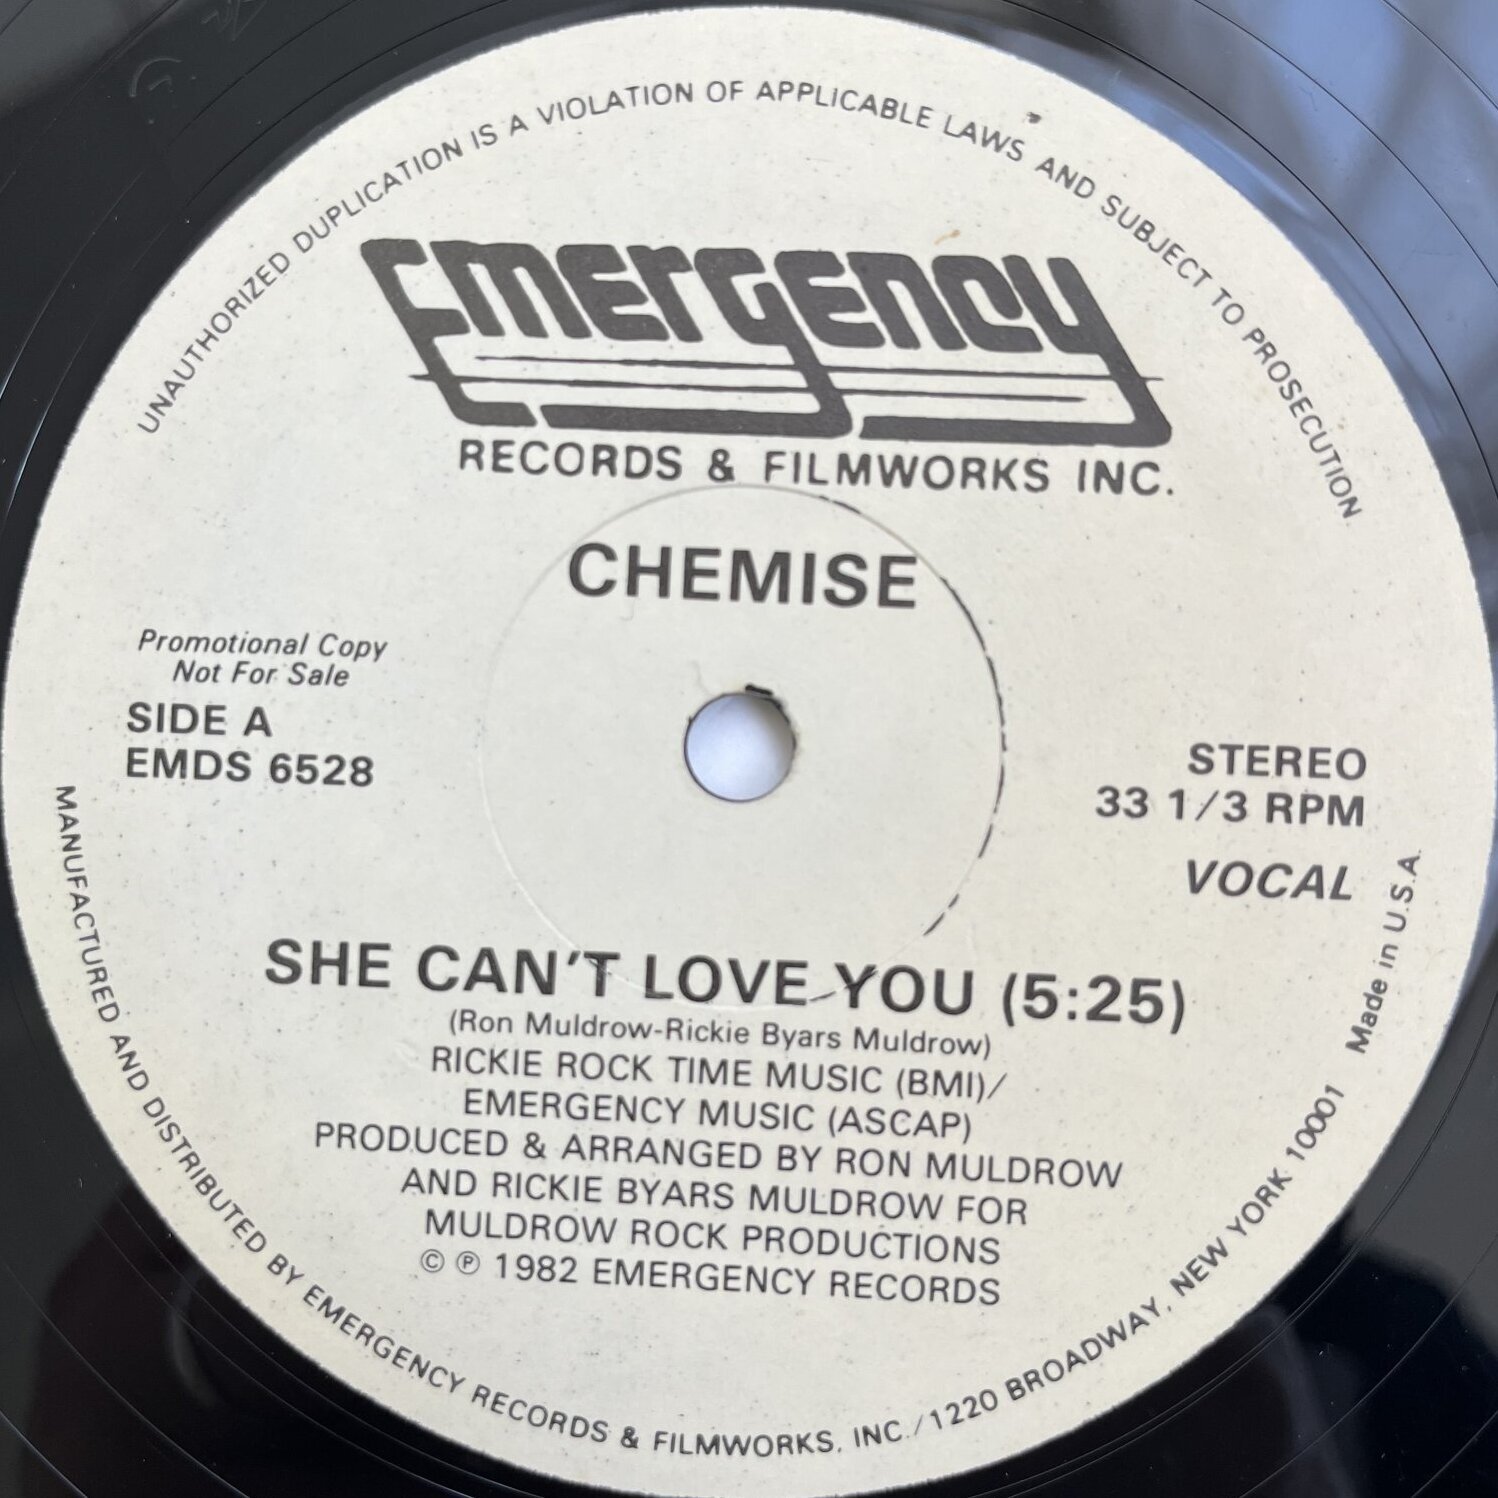 UNAUTHORIZED DUPLICATION IS A VIOLATION OF APPLICABLE LAWS AND SUBJECT TO PROSECUTION
Emergency
RECORDS & FILMWORKS INC.
CHEMISE
Promotional Copy
Not For Sale
SIDE A
EMDS 6528
STEREO
33 1/3 RPM
VOCAL
SHE CAN'T LOVE YOU (5:25)
(Ron Muldrow-Rickie Byars Muldrow)
RICKIE ROCK TIME MUSIC (BMI)/
EMERGENCY MUSIC (ASCAP)
PRODUCED & ARRANGED BY RON MULDROW
AND RICKIE BYARS MULDROW FOR
MULDROW ROCK PRODUCTIONS
© ℗ 1982 EMERGENCY RECORDS
MANUFACTURED AND DISTRIBUTED BY EMERGENCY RECORDS & FILMWORKS, INC./1220 BROADWAY, NEW YORK 10001 Made in U.S.A.